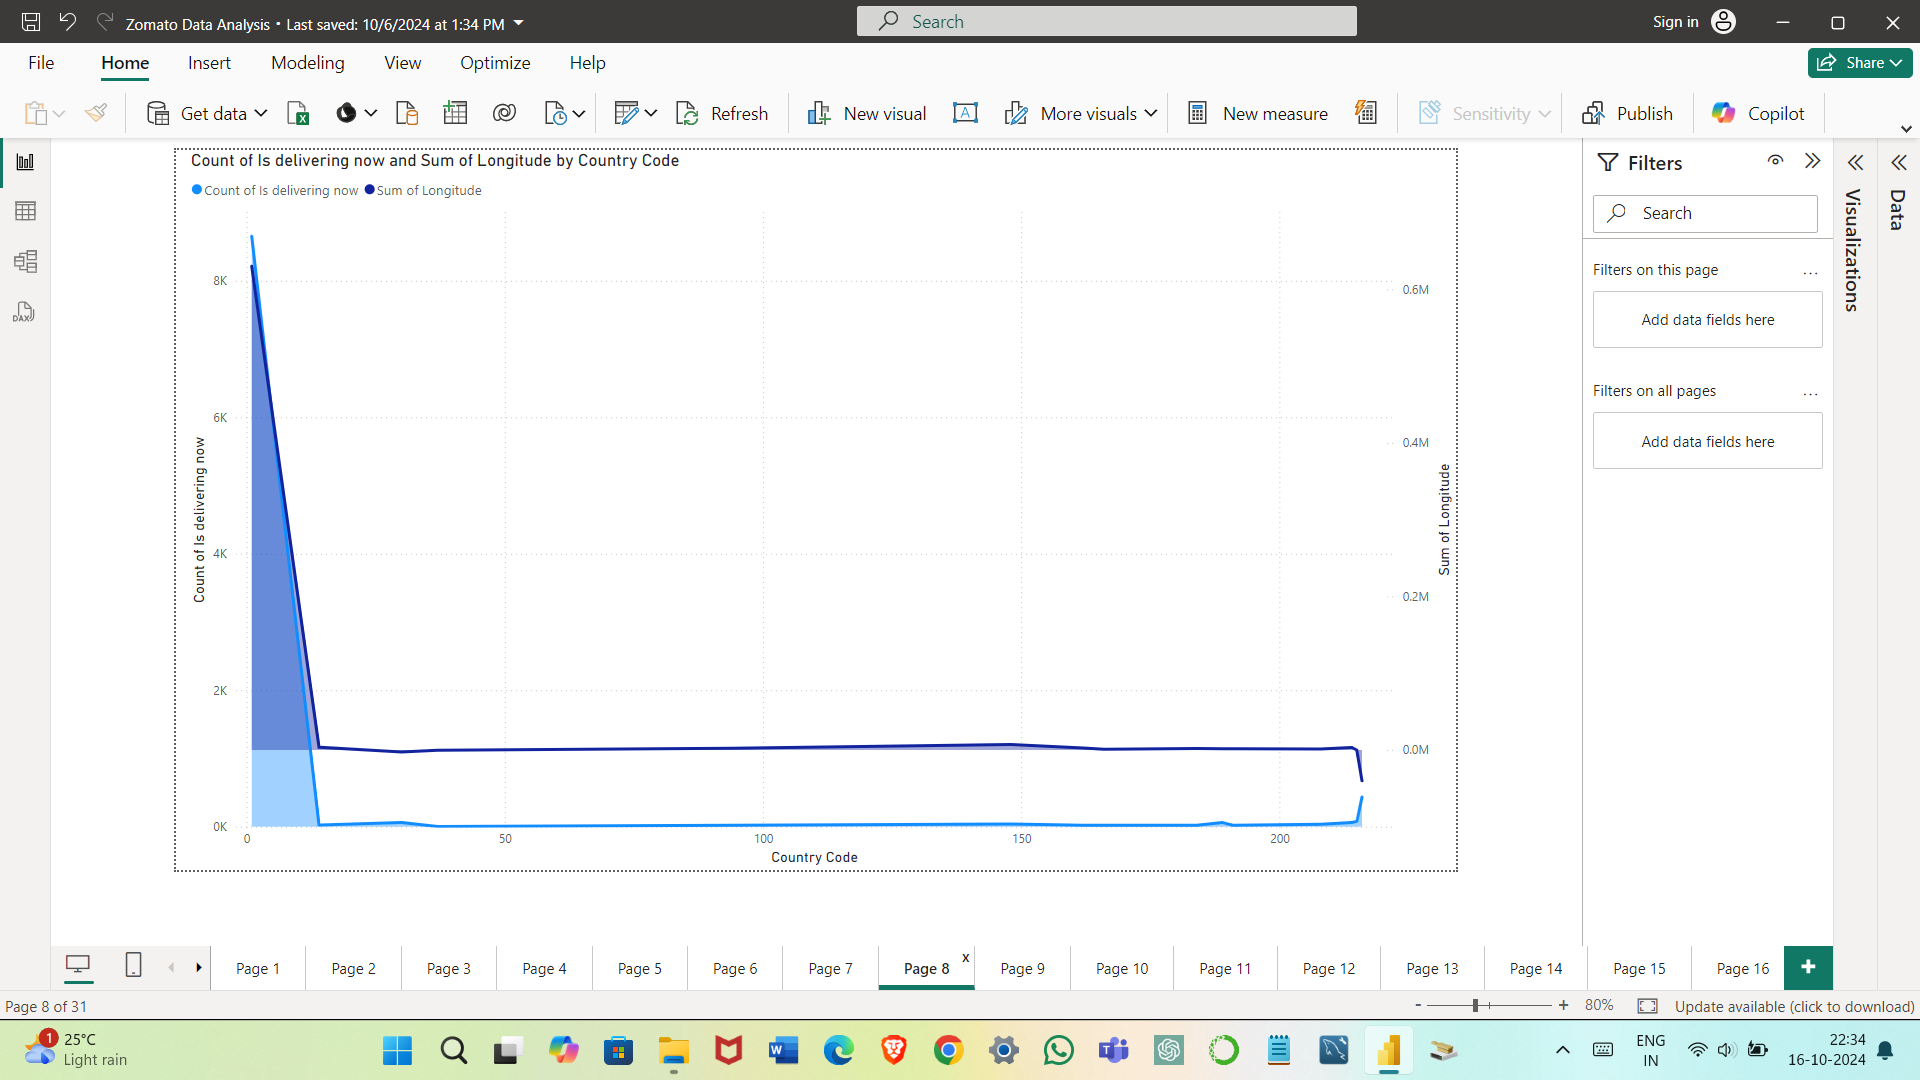 Zomato Data Analysis • Last saved: 10/6/2024 at 1:34 PM
Search
Sign in
File Home Insert Modeling View Optimize Help
Share
Get data
Refresh
New visual
A
More visuals
New measure
Sensitivity
Publish
Copilot
DAX
Count of Is delivering now and Sum of Longitude by Country Code
Count of Is delivering now Sum of Longitude
8K
6K
4K
2K
0K
Count of Is delivering now
0.6M
0.4M
0.2M
0.0M
Sum of Longitude
0 50 100 150 200
Country Code
Filters
Search
Filters on this page ...
Add data fields here
Filters on all pages ...
Add data fields here
Visualizations
Data
Page 1 Page 2 Page 3 Page 4 Page 5 Page 6 Page 7 Page 8 x Page 9 Page 10 Page 11 Page 12 Page 13 Page 14 Page 15 Page 16 +
Page 8 of 31
- + 80%
Update available (click to download)
1
25°C
Light rain
ENG
IN
22:34
16-10-2024